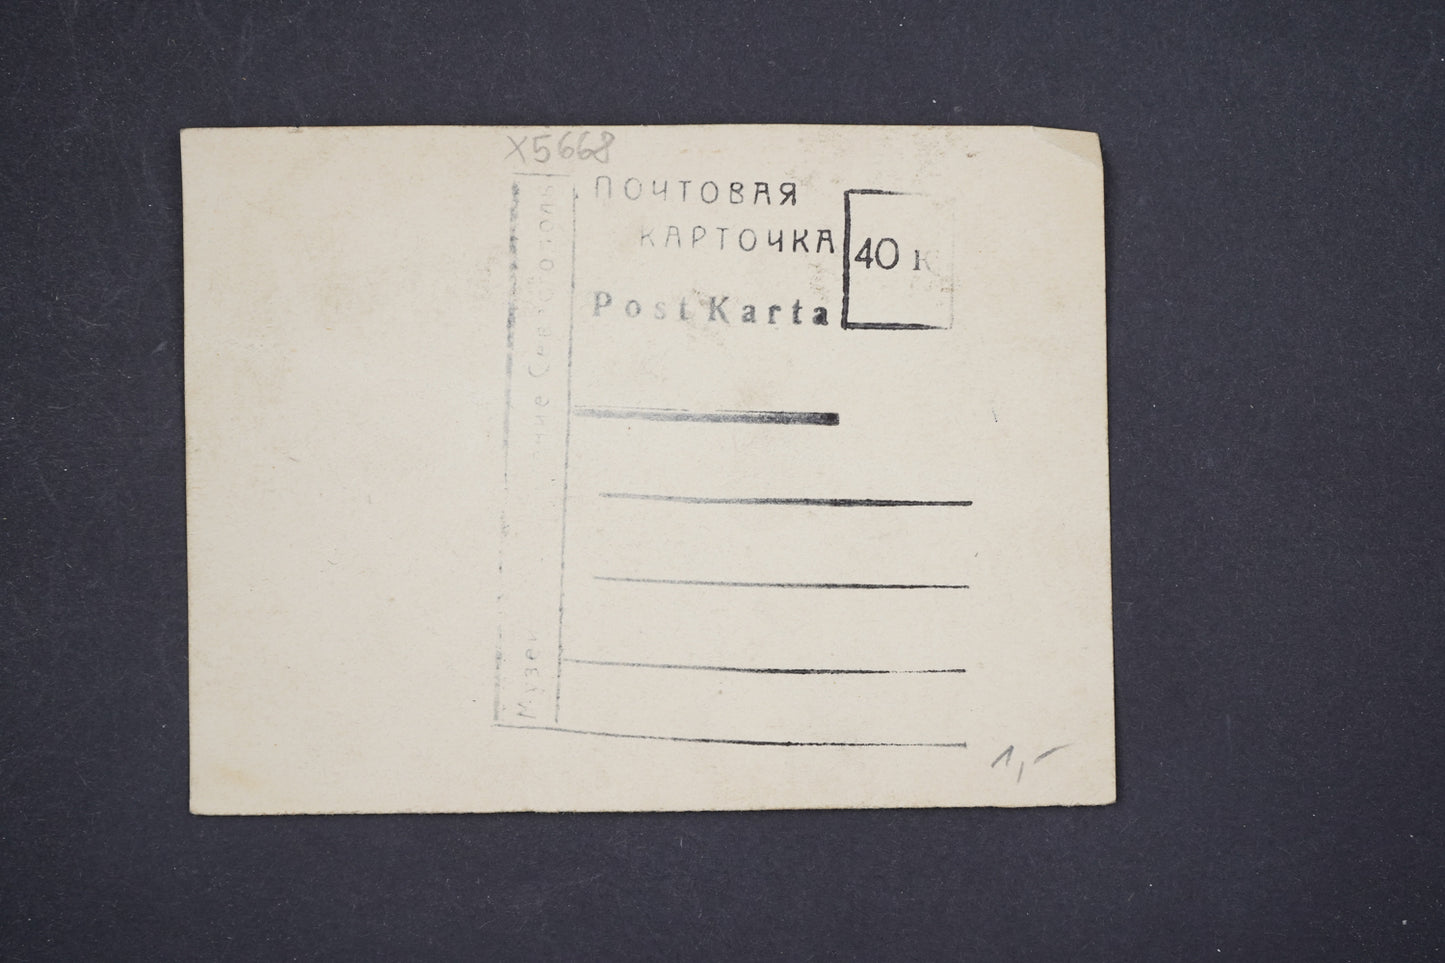 X5668
ПОЧТОВАЯ
КАРТОЧКА
40 к
Post Karta
Музей
1,-